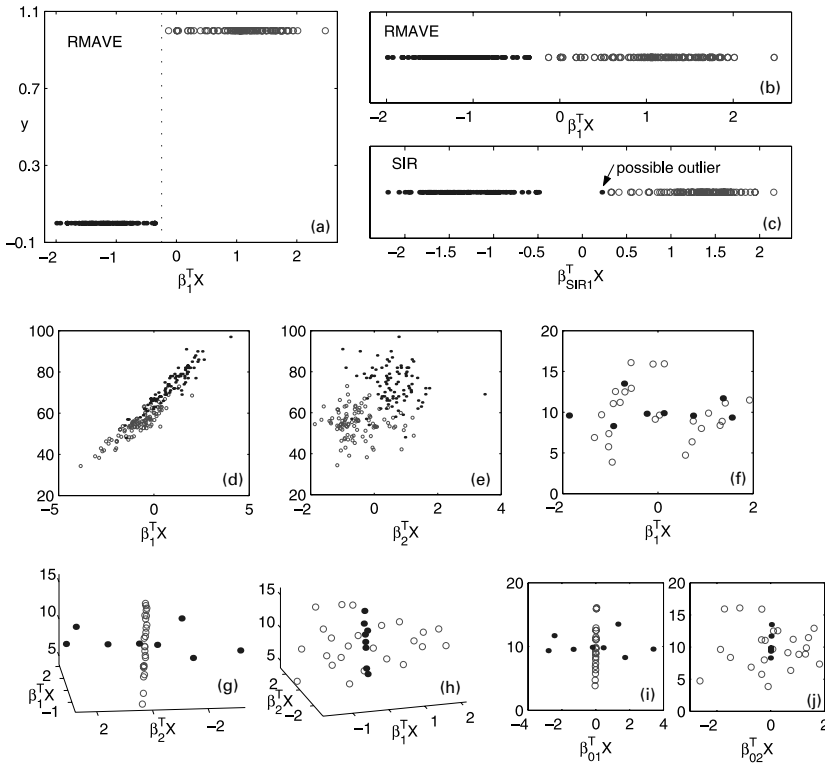 1.1
RMAVE
0.7
y
0.3
−0.1
(a)
−2 −1 0 1 2
β₁ᵀX
RMAVE
(b)
−2 −1 0 1 2
β₁ᵀX
SIR
possible outlier
(c)
−2 −1.5 −1 -0.5 0 0.5 1 1.5 2
βᵀSIR1X
100
80
60
40
20
(d)
−5 0 5
β₁ᵀX
100
80
60
40
20
(e)
−2 0 2 4
β₂ᵀX
20
15
10
5
0
(f)
−2 0 2
β₁ᵀX
15
10
5
2
−1
β₁ᵀX
(g)
2 0 −2
β₂ᵀX
15
10
5
2
0
−2
β₂ᵀX
(h)
−1 0 1 2
β₁ᵀX
20
10
0
(i)
−4 −2 0 2 4
β₀₁ᵀX
20
15
10
5
0
(j)
−2 0 2
β₀₂ᵀX